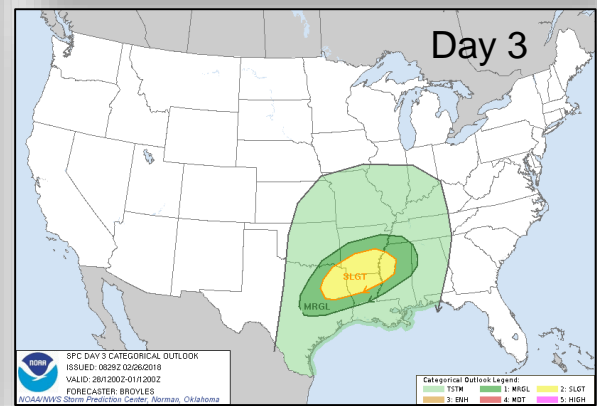 Day 3
SLGT
MRGL
NOAA
SPC DAY 3 CATEGORICAL OUTLOOK
ISSUED: 0829Z 02/26/2018
VALID: 28/1200Z-01/1200Z
FORECASTER: BROYLES
NOAA/NWS Storm Prediction Center, Norman, Oklahoma
Categorical Outlook Legend:
TSTM 1: MRGL 2: SLGT
3: ENH 4: MDT 5: HIGH